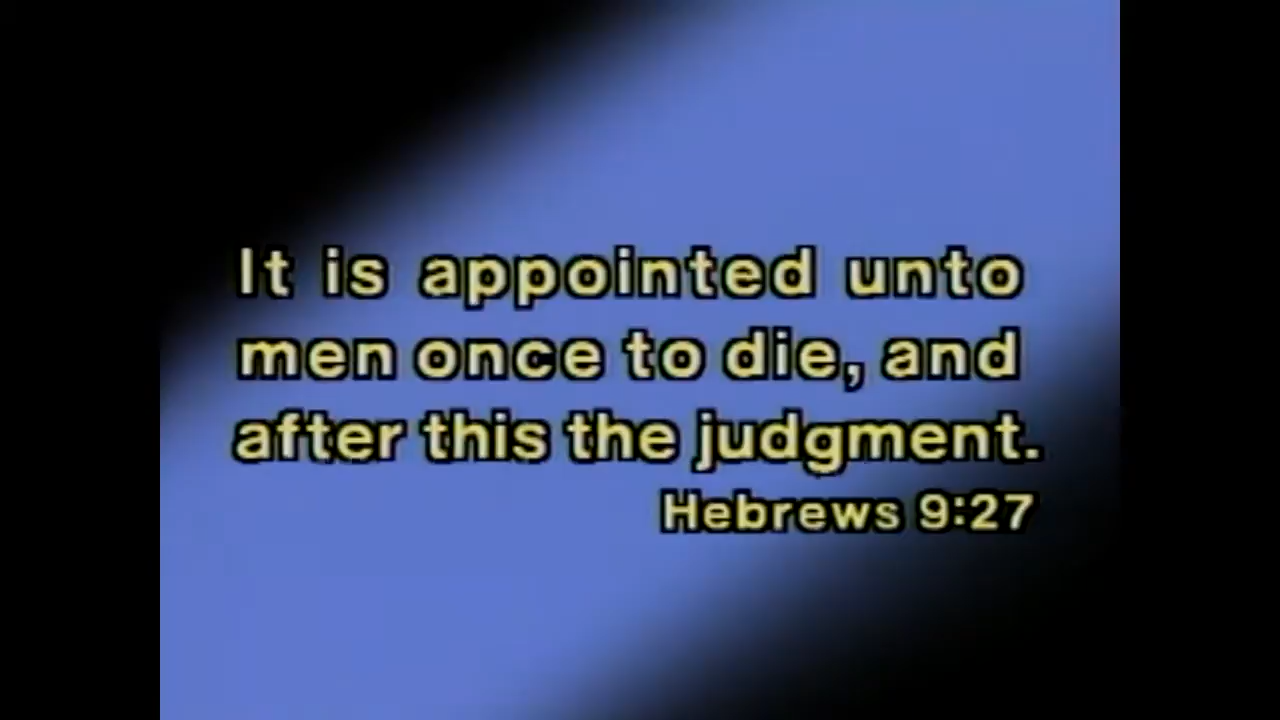 It is appointed unto
men once to die, and
after this the judgment.
Hebrews 9:27